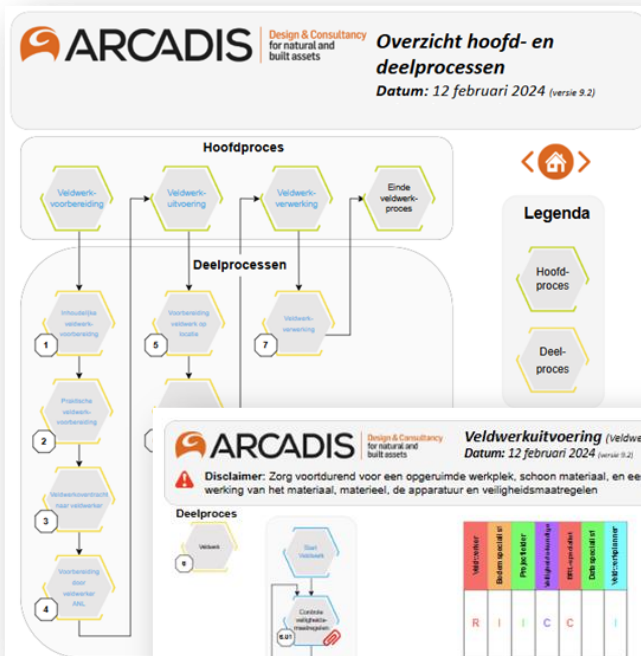 ARCADIS
Design & Consultancy
for natural and
built assets
Overzicht hoofd- en
deelprocessen
Datum: 12 februari 2024 (versie 9.2)
Hoofdproces
Veldwerk-
voorbereiding
Veldwerk-
uitvoering
Veldwerk-
verwerking
Einde
veldwerk-
proces
Legenda
Hoofd-
proces
Deel-
proces
Deelprocessen
Inhoudelijke
veldwerk-
voorbereiding
1
Voorbereiding
veldwerk op
locatie
5
Veldwerk-
verwerking
7
Praktische
veldwerk-
voorbereiding
2
Veldwerkoverdracht
naar veldwerker
3
Voorbereiding
door
veldwerker
ANL
4
ARCADIS
Design & Consultancy
for natural and
built assets
Veldwerkuitvoering
Datum: 12 februari 2024 (versie 9.2)
Disclaimer: Zorg voortdurend voor een opgeruimde werkplek, schoon materiaal, en
werking van het materiaal, materieel, de apparatuur en veiligheidsmaatregelen
Deelproces
Veldwerk
6
Start
Veldwerk
Controle
veiligheids-
maatregelen
6.01
Veldwerker
Bodemspecialist
Projectleider
Veiligheidskundige
BRL-specialist
Dataspecialist
Veldwerkplanner
R I I C C I